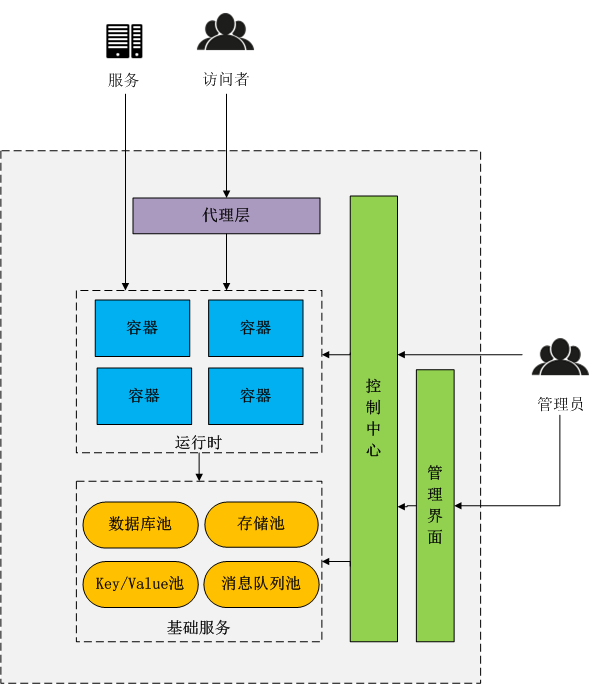 服务
访问者
代理层
容器
容器
容器
容器
运行时
控制中心
管理员
管理界面
数据库池
存储池
Key/Value池
消息队列池
基础服务